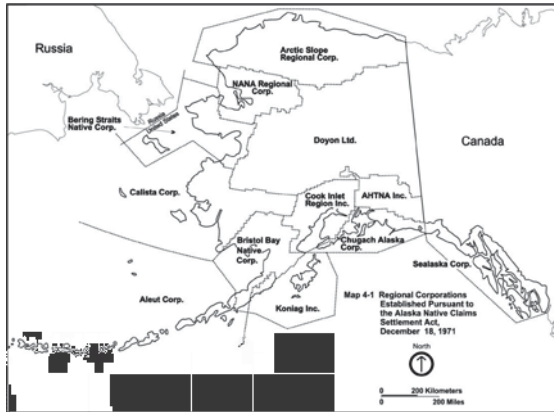 Russia
Arctic Slope
Regional Corp.
NANA Regional
Corp.
Bering Straits
Native Corp.
Russia
United States
Doyon Ltd.
Canada
Calista Corp.
Cook Inlet
Region Inc.
AHTNA Inc.
Bristol Bay
Native
Corp.
Chugach Alaska
Corp.
Sealaska Corp.
Aleut Corp.
Koniag Inc.
Map 4-1 Regional Corporations
Established Pursuant to
the Alaska Native Claims
Settlement Act,
December 18, 1971
North
0 200 Kilometers
0 200 Miles